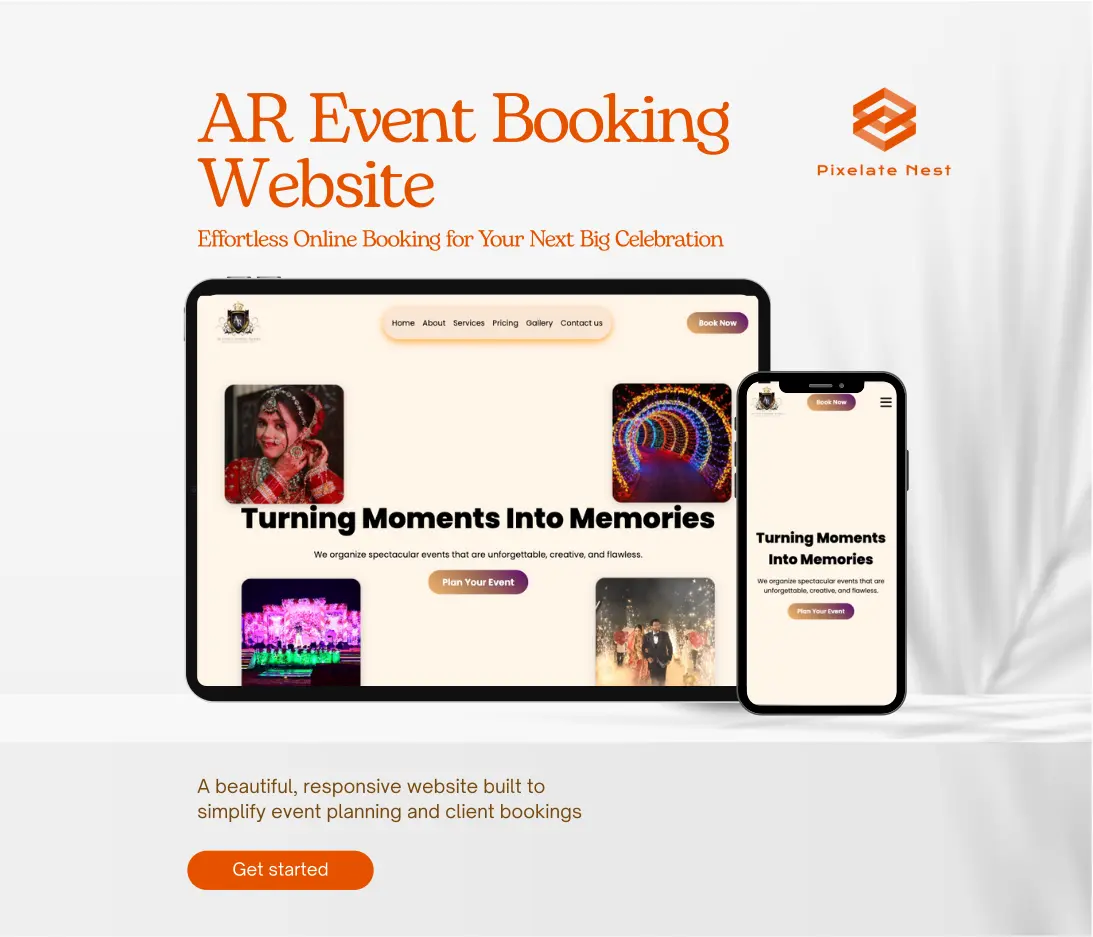 AR Event Booking
Website
Pixelate Nest
Effortless Online Booking for Your Next Big Celebration
Home About Services Pricing Gallery Contact us
Book Now
Turning Moments Into Memories
We organize spectacular events that are unforgettable, creative, and flawless.
Plan Your Event
Book Now
Turning Moments
Into Memories
We organize spectacular events that are
unforgettable, creative, and flawless.
Plan Your Event
A beautiful, responsive website built to
simplify event planning and client bookings
Get started